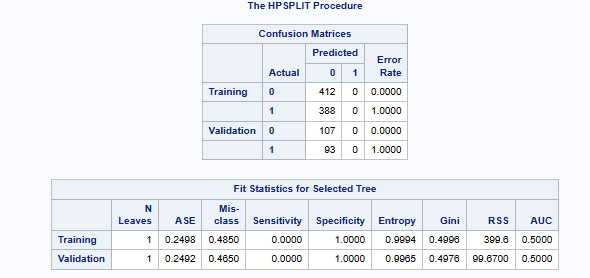 The HPSPLIT Procedure
Confusion Matrices
Predicted Error
Actual 0 1 Rate
Training 0 412 0 0.0000
1 388 0 1.0000
Validation 0 107 0 0.0000
1 93 0 1.0000
Fit Statistics for Selected Tree
N Mis-
Leaves ASE class Sensitivity Specificity Entropy Gini RSS AUC
Training 1 0.2498 0.4850 0.0000 1.0000 0.9994 0.4996 399.6 0.5000
Validation 1 0.2492 0.4650 0.0000 1.0000 0.9965 0.4976 99.6700 0.5000